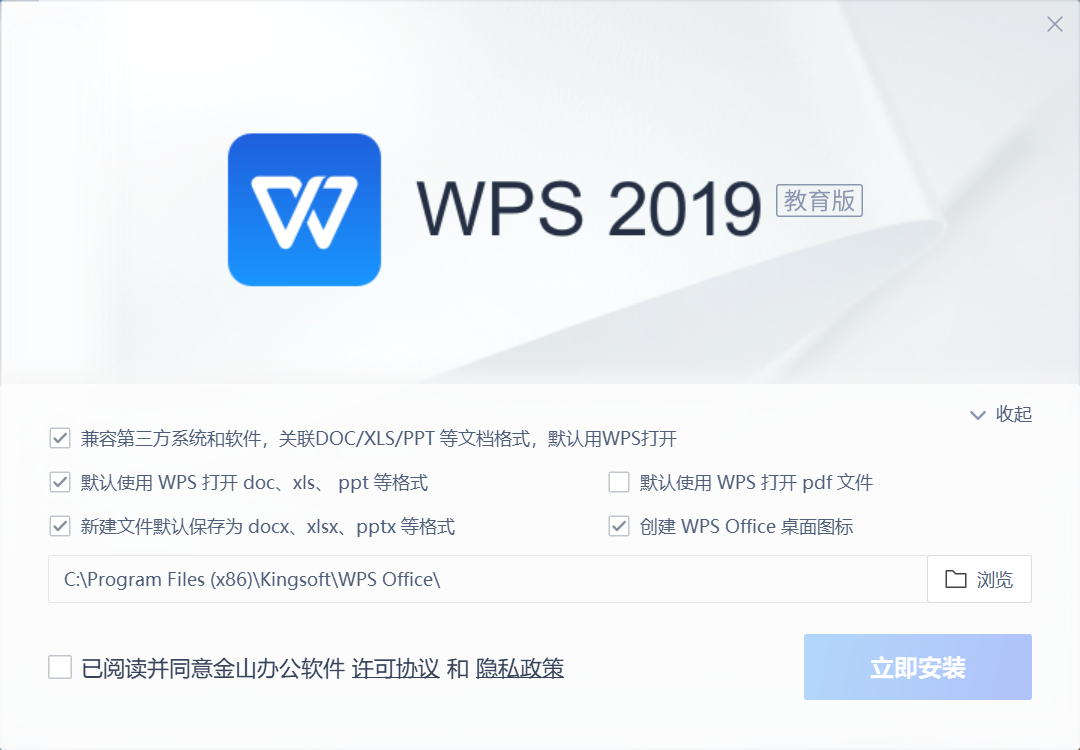 WPS 2019 教育版
收起
兼容第三方系统和软件，关联DOC/XLS/PPT 等文档格式，默认用WPS打开
默认使用 WPS 打开 doc、xls、 ppt 等格式
默认使用 WPS 打开 pdf 文件
新建文件默认保存为 docx、xlsx、pptx 等格式
创建 WPS Office 桌面图标
C:\Program Files (x86)\Kingsoft\WPS Office\
浏览
已阅读并同意金山办公软件 许可协议 和 隐私政策
立即安装